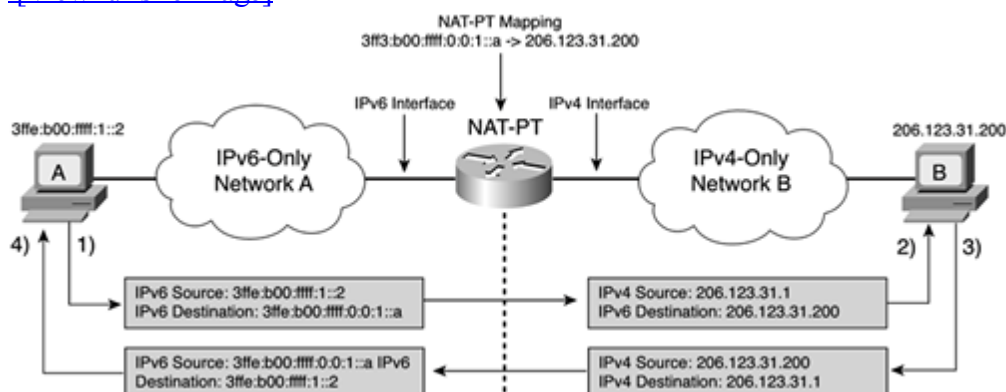 NAT-PT Mapping
3ff3:b00:ffff:0:0:1::a -> 206.123.31.200
IPv6 Interface
IPv4 Interface
NAT-PT
3ffe:b00:ffff:1::2
206.123.31.200
A
IPv6-Only
Network A
IPv4-Only
Network B
B
4)
1)
2)
3)
IPv6 Source: 3ffe:b00:ffff:1::2
IPv6 Destination: 3ffe:b00:ffff:0:0:1::a
IPv4 Source: 206.123.31.1
IPv6 Destination: 206.123.31.200
IPv6 Source: 3ffe:b00:ffff:0:0:1::a IPv6
Destination: 3ffe:b00:ffff:1::2
IPv4 Source: 206.123.31.200
IPv4 Destination: 206.123.31.1